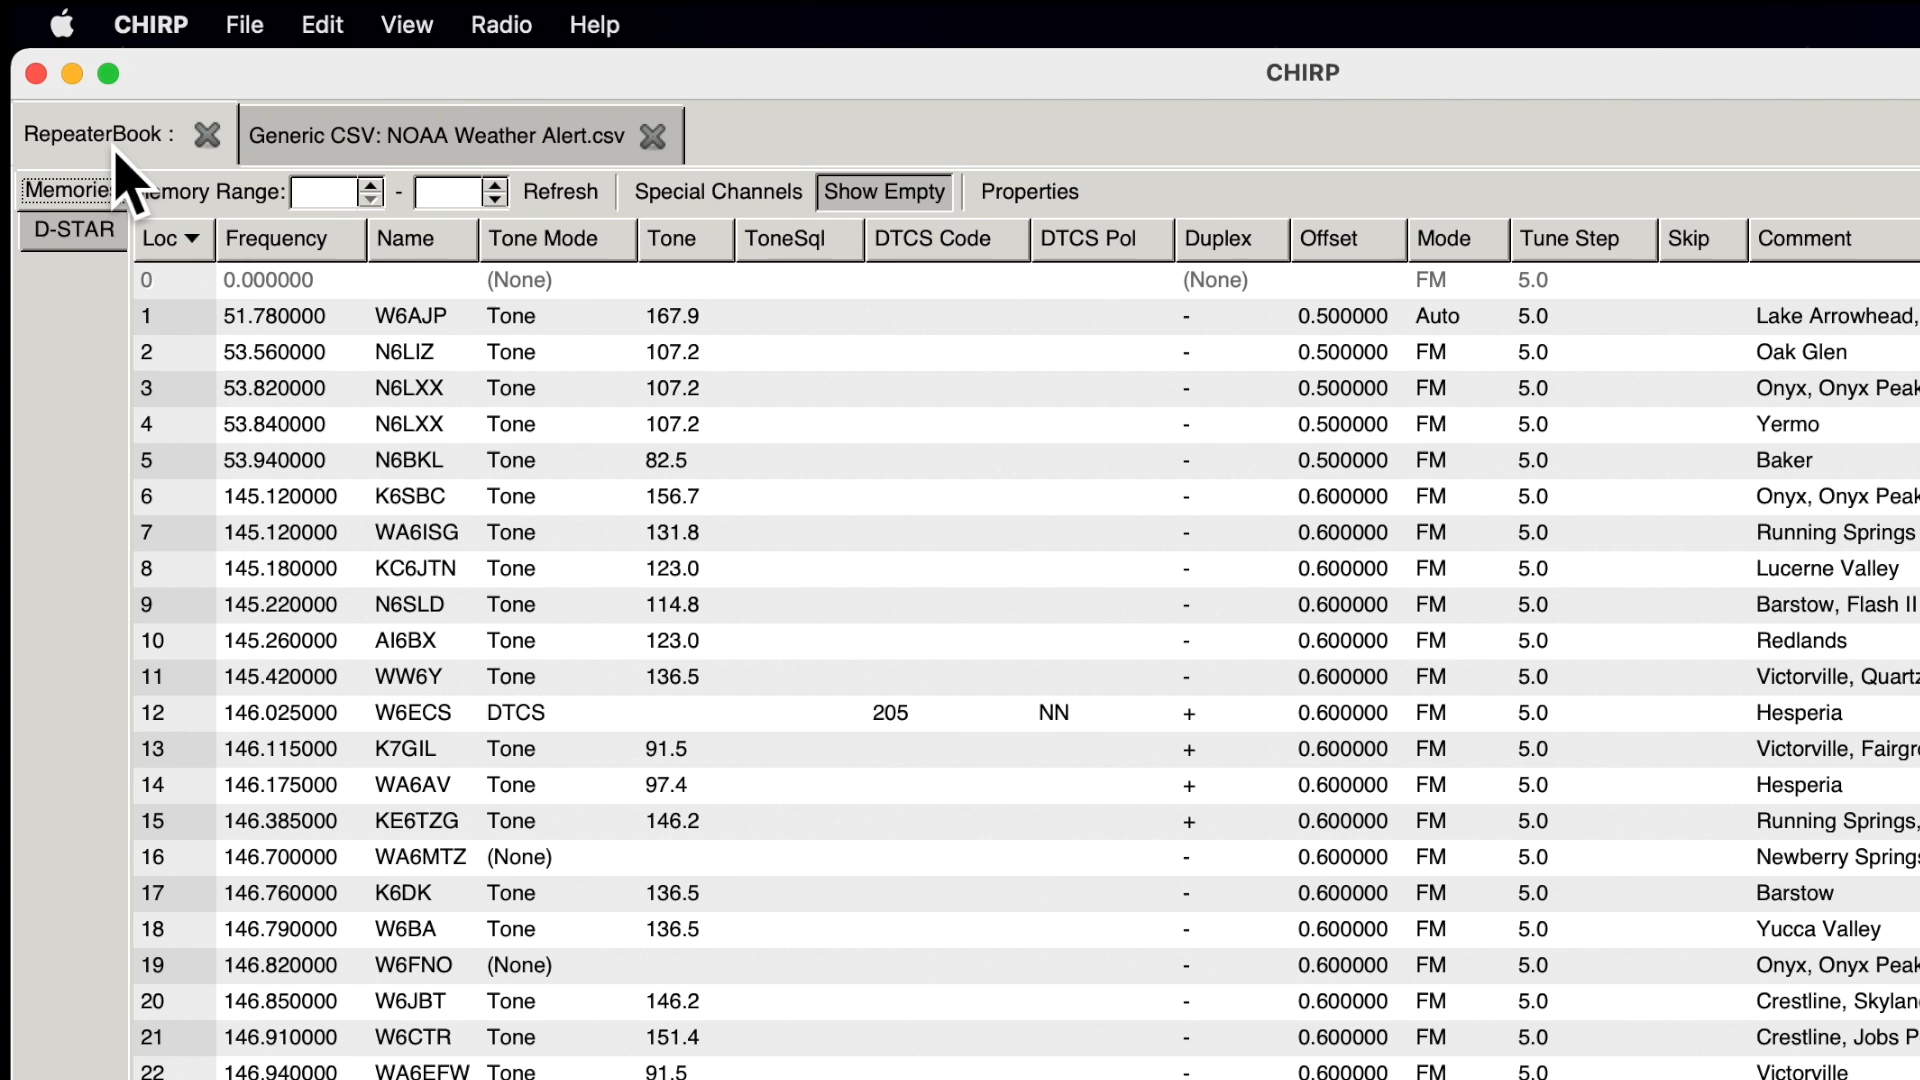 CHIRP File Edit View Radio Help
CHIRP
RepeaterBook : Generic CSV: NOAA Weather Alert.csv
Memories Range: - Refresh Special Channels Show Empty Properties
D-STAR
Loc Frequency Name Tone Mode Tone ToneSql DTCS Code DTCS Pol Duplex Offset Mode Tune Step Skip Comment
0 0.000000 (None) (None) FM 5.0
1 51.780000 W6AJP Tone 167.9 - 0.500000 Auto 5.0 Lake Arrowhead,
2 53.560000 N6LIZ Tone 107.2 - 0.500000 FM 5.0 Oak Glen
3 53.820000 N6LXX Tone 107.2 - 0.500000 FM 5.0 Onyx, Onyx Peak
4 53.840000 N6LXX Tone 107.2 - 0.500000 FM 5.0 Yermo
5 53.940000 N6BKL Tone 82.5 - 0.500000 FM 5.0 Baker
6 145.120000 K6SBC Tone 156.7 - 0.600000 FM 5.0 Onyx, Onyx Peak
7 145.120000 WA6ISG Tone 131.8 - 0.600000 FM 5.0 Running Springs
8 145.180000 KC6JTN Tone 123.0 - 0.600000 FM 5.0 Lucerne Valley
9 145.220000 N6SLD Tone 114.8 - 0.600000 FM 5.0 Barstow, Flash II
10 145.260000 AI6BX Tone 123.0 - 0.600000 FM 5.0 Redlands
11 145.420000 WW6Y Tone 136.5 - 0.600000 FM 5.0 Victorville, Quartz
12 146.025000 W6ECS DTCS 205 NN + 0.600000 FM 5.0 Hesperia
13 146.115000 K7GIL Tone 91.5 + 0.600000 FM 5.0 Victorville, Fairgr
14 146.175000 WA6AV Tone 97.4 + 0.600000 FM 5.0 Hesperia
15 146.385000 KE6TZG Tone 146.2 + 0.600000 FM 5.0 Running Springs,
16 146.700000 WA6MTZ (None) - 0.600000 FM 5.0 Newberry Springs
17 146.760000 K6DK Tone 136.5 - 0.600000 FM 5.0 Barstow
18 146.790000 W6BA Tone 136.5 - 0.600000 FM 5.0 Yucca Valley
19 146.820000 W6FNO (None) - 0.600000 FM 5.0 Onyx, Onyx Peak
20 146.850000 W6JBT Tone 146.2 - 0.600000 FM 5.0 Crestline, Skylan
21 146.910000 W6CTR Tone 151.4 - 0.600000 FM 5.0 Crestline, Jobs P
22 146.940000 WA6EFW Tone 91.5 - 0.600000 FM 5.0 Victorville